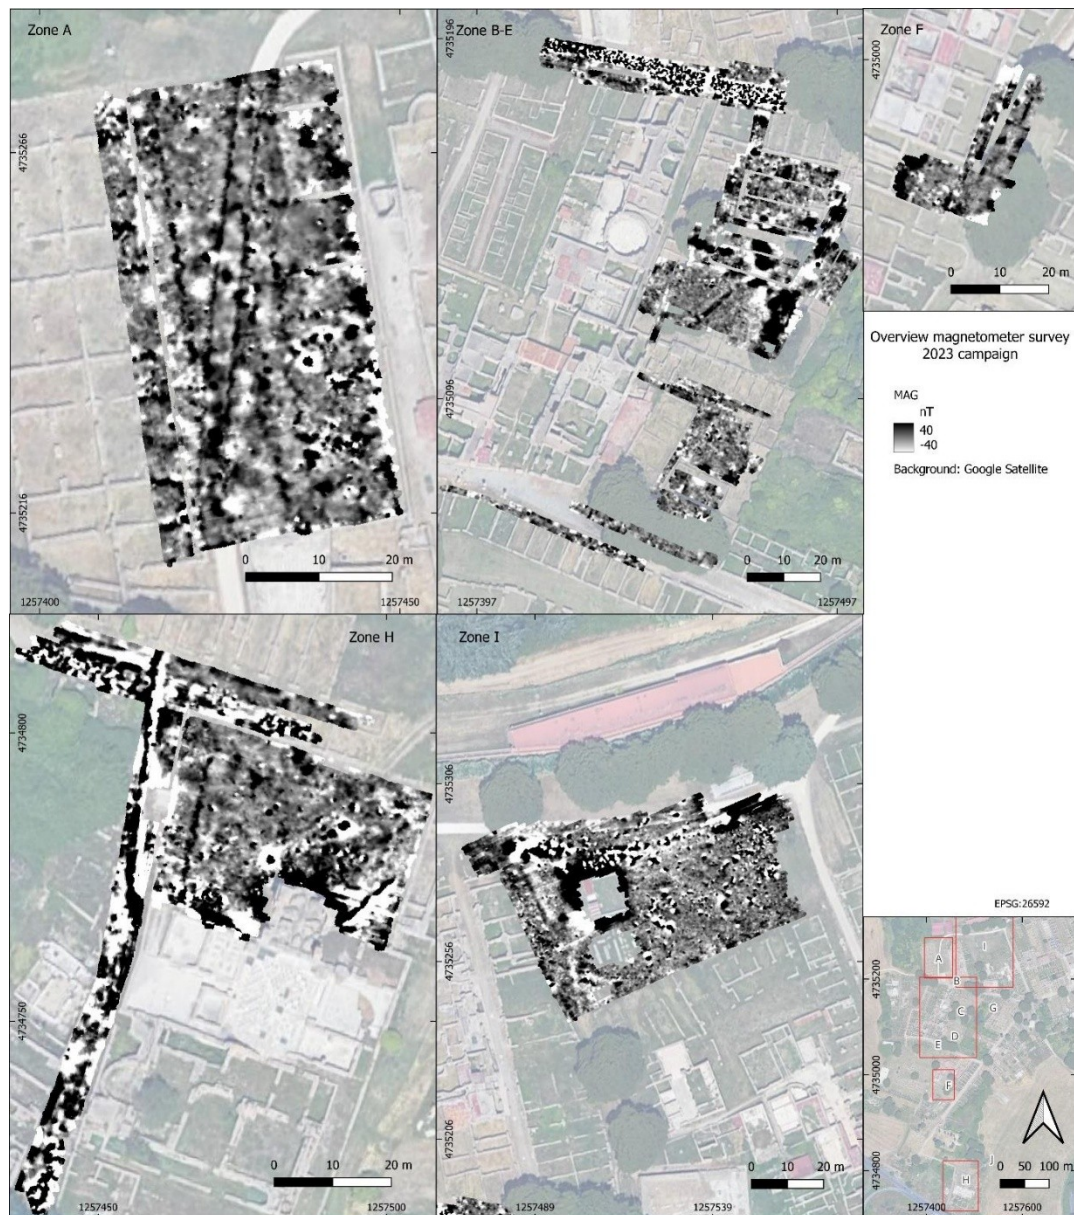 Zone A
4735266
4735216
0 10 20 m
1257400 1257450
Zone B-E
4735196
4735096
0 10 20 m
1257397 1257497
Zone F
4735000
0 10 20 m
Overview magnetometer survey
2023 campaign
MAG
nT
40
-40
Background: Google Satellite
Zone H
4734800
4734750
0 10 20 m
1257450 1257500
Zone I
4735306
4735256
4735206
0 10 20 m
1257489 1257539
EPSG:26592
A
I
B
C
G
D
E
F
J
H
4735200
4735000
4734800
0 50 100 m
1257400 1257600